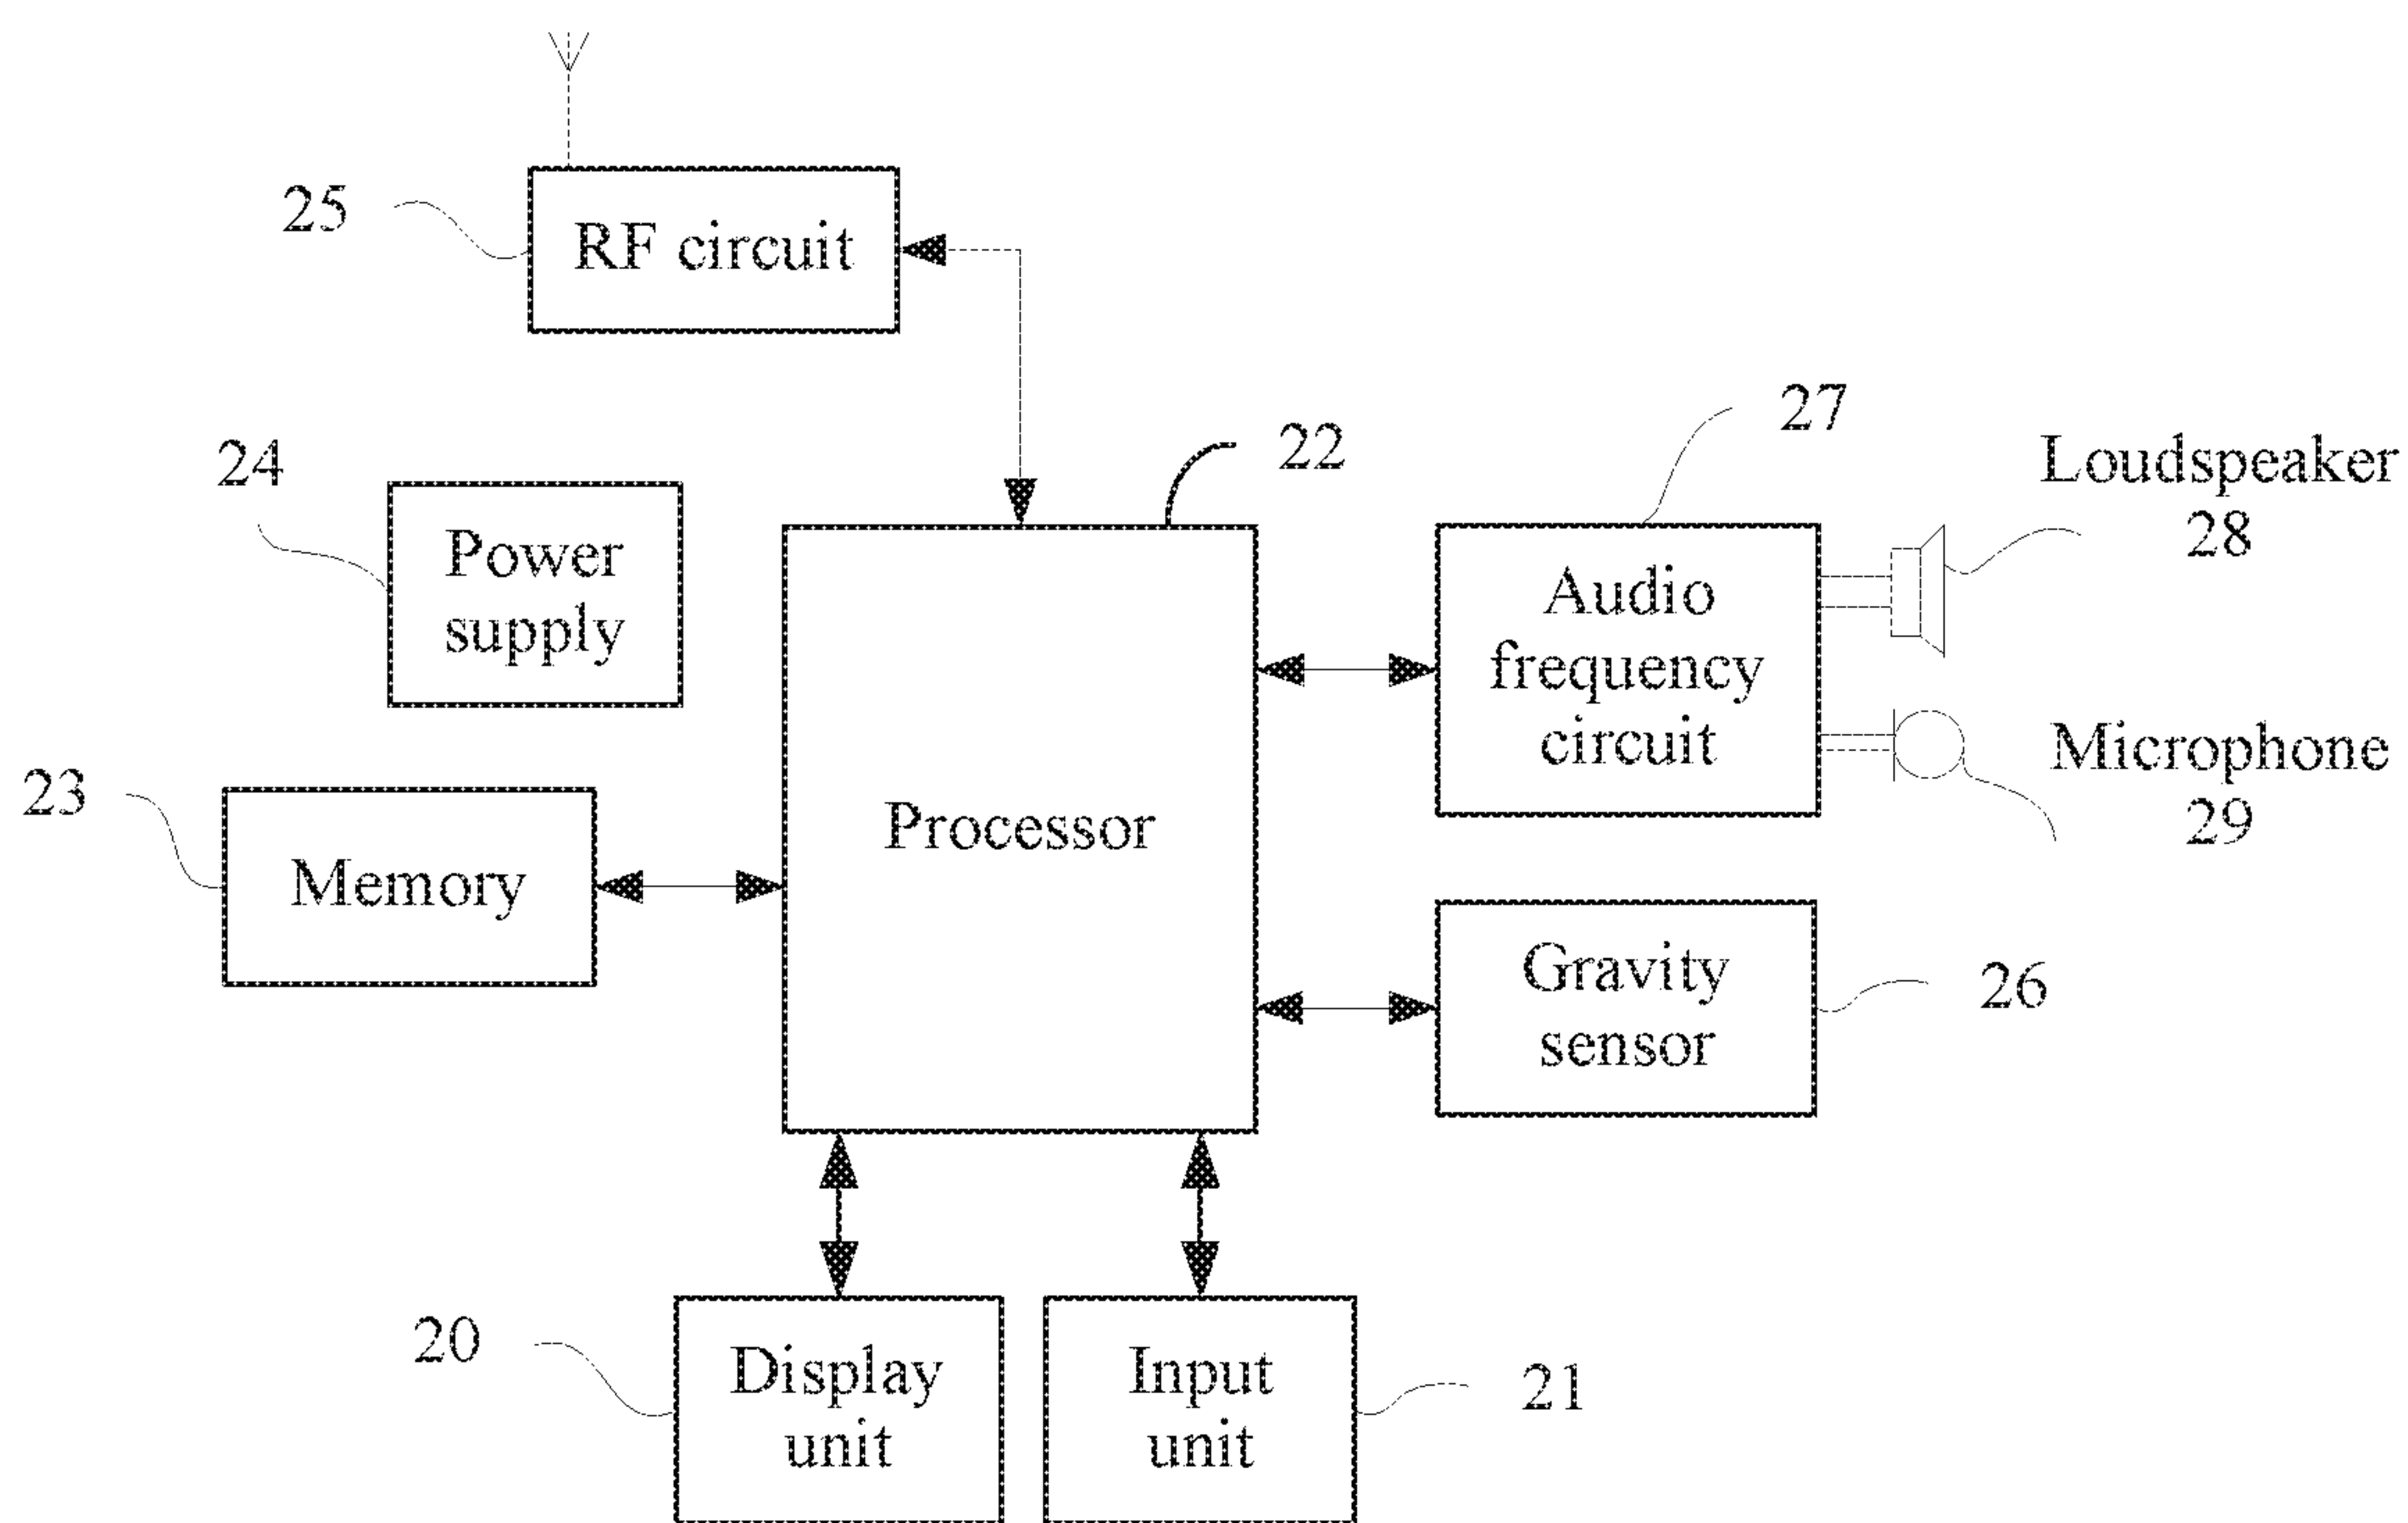 25
RF circuit
27
22
24
Loudspeaker
28
Power
supply
Audio
frequency
circuit
Microphone
29
23
Memory
Processor
Gravity
sensor
26
20
Display
unit
Input
unit
21